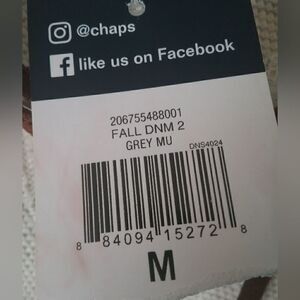 @chaps
like us on Facebook
206755488001
FALL DNM 2
GREY MU
DNS4024
8 84094 15272 8
M